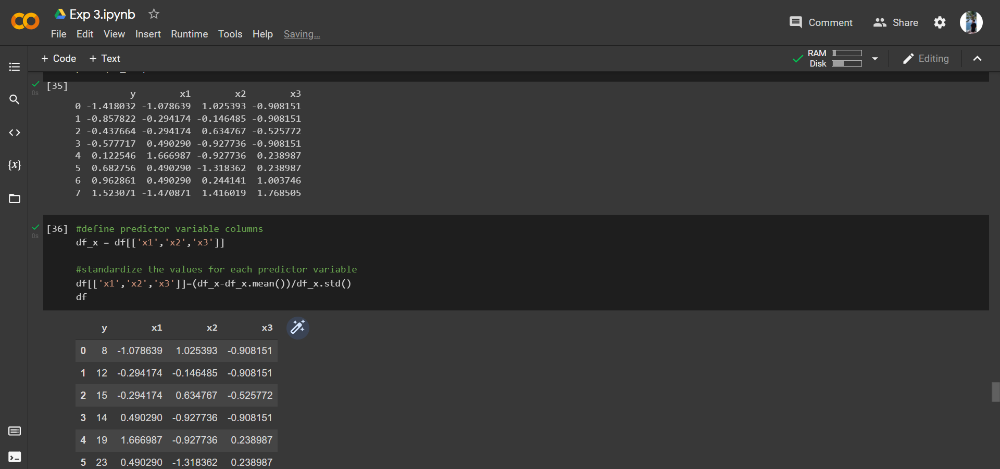 Exp 3.ipynb
File Edit View Insert Runtime Tools Help Saving...
Comment Share
+ Code + Text
RAM
Disk
Editing
[35]
0s
y x1 x2 x3
0 -1.418032 -1.078639 1.025393 -0.908151
1 -0.857822 -0.294174 -0.146485 -0.908151
2 -0.437664 -0.294174 0.634767 -0.525772
3 -0.577717 0.490290 -0.927736 -0.908151
4 0.122546 1.666987 -0.927736 0.238987
5 0.682756 0.490290 -1.318362 0.238987
6 0.962861 0.490290 0.244141 1.003746
7 1.523071 -1.470871 1.416019 1.768505
[36] #define predictor variable columns
0s
df_x = df[['x1','x2','x3']]
#standardize the values for each predictor variable
df[['x1','x2','x3']]=(df_x-df_x.mean())/df_x.std()
df
y x1 x2 x3
0 8 -1.078639 1.025393 -0.908151
1 12 -0.294174 -0.146485 -0.908151
2 15 -0.294174 0.634767 -0.525772
3 14 0.490290 -0.927736 -0.908151
4 19 1.666987 -0.927736 0.238987
5 23 0.490290 -1.318362 0.238987
{x}